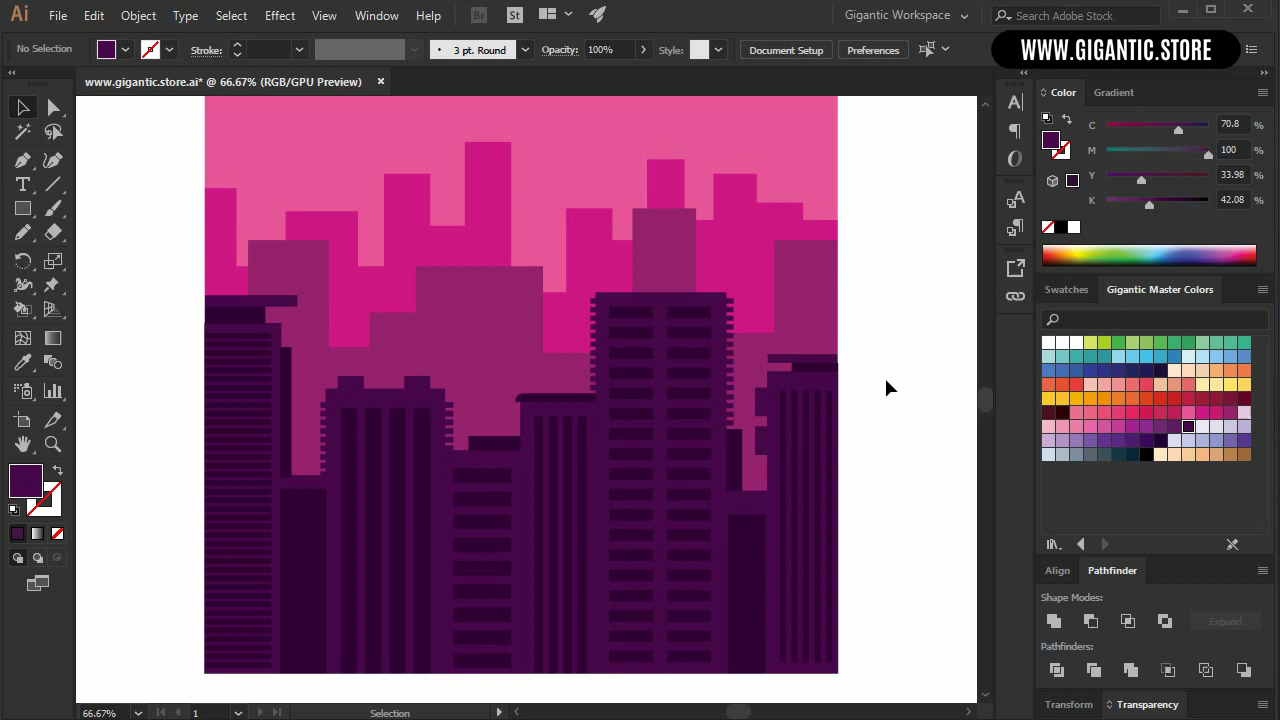 Ai File Edit Object Type Select Effect View Window Help Br St Gigantic Workspace Search Adobe Stock
No Selection Stroke: 3 pt. Round Opacity: 100% Style: Document Setup Preferences
WWW.GIGANTIC.STORE
www.gigantic.store.ai* @ 66.67% (RGB/GPU Preview)
Color Gradient
C 70.8 %
M 100 %
Y 33.98 %
K 42.08 %
Swatches Gigantic Master Colors
Align Pathfinder
Shape Modes:
Expand
Pathfinders:
Transform Transparency
66.67% 1 Selection